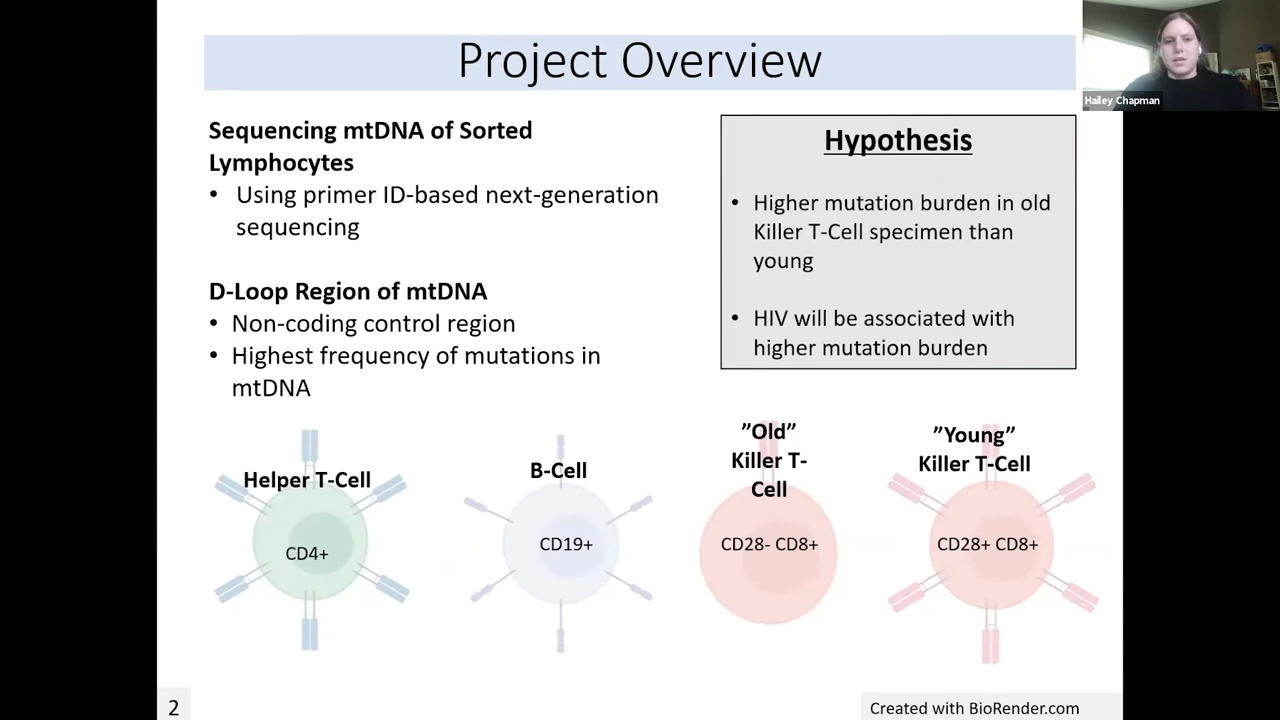 Project Overview
Hailey Chapman
Sequencing mtDNA of Sorted
Lymphocytes
• Using primer ID-based next-generation
sequencing
D-Loop Region of mtDNA
• Non-coding control region
• Highest frequency of mutations in
mtDNA
Hypothesis
• Higher mutation burden in old
Killer T-Cell specimen than
young
• HIV will be associated with
higher mutation burden
Helper T-Cell
CD4+
B-Cell
CD19+
”Old”
Killer T-
Cell
CD28- CD8+
”Young”
Killer T-Cell
CD28+ CD8+
2
Created with BioRender.com